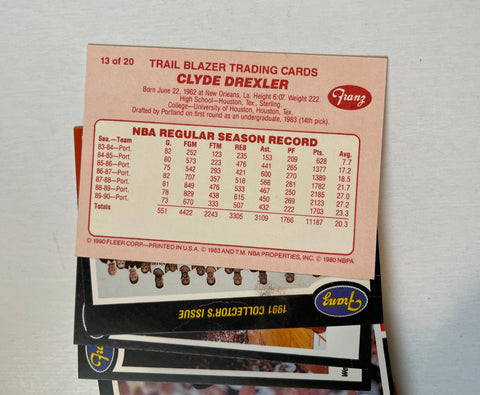 13 of 20 TRAIL BLAZER TRADING CARDS
CLYDE DREXLER
Born June 22, 1962 at New Orleans, La. Height 6:07 Weight 222
High School—Houston, Tex., Sterling.
College—University of Houston, Houston, Tex.
Drafted by Portland on first round as an undergraduate, 1983 (14th pick).
Franz
NBA REGULAR SEASON RECORD
Sea.—Team G. FGM FTM REB Ast. PF Pts. Avg.
83-84—Port. 82 252 123 235 153 209 628 7.7
84-85—Port. 80 573 223 476 441 265 1377 17.2
85-86—Port. 75 542 293 421 600 270 1389 18.5
86-87—Port. 82 707 357 518 566 281 1782 21.7
87-88—Port. 81 849 476 533 467 250 2185 27.0
88-89—Port. 78 829 438 615 450 269 2123 27.2
89-90—Port. 73 670 333 507 432 222 1703 23.3
Totals 551 4422 2243 3305 3109 1766 11187 20.3
© 1990 FLEER CORP—PRINTED IN U.S.A. © 1983 AND T.M. NBA PROPERTIES, INC. © 1980 NBPA
Franz
1991 COLLECTOR'S ISSUE
Franz